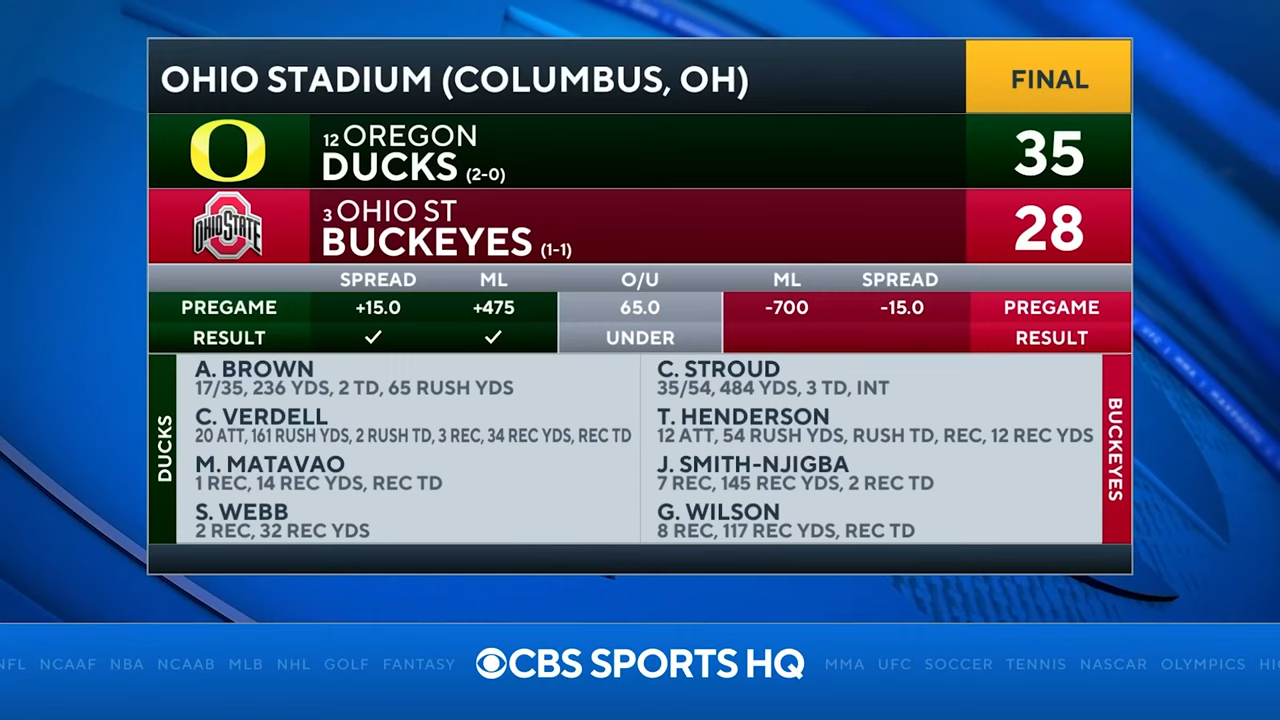 OHIO STADIUM (COLUMBUS, OH) FINAL
12 OREGON
DUCKS (2-0) 35
OHIO STATE
3 OHIO ST
BUCKEYES (1-1) 28
SPREAD ML O/U ML SPREAD
PREGAME +15.0 +475 65.0 -700 -15.0 PREGAME
RESULT ✓ ✓ UNDER RESULT
DUCKS
A. BROWN
17/35, 236 YDS, 2 TD, 65 RUSH YDS
C. VERDELL
20 ATT, 161 RUSH YDS, 2 RUSH TD, 3 REC, 34 REC YDS, REC TD
M. MATAVAO
1 REC, 14 REC YDS, REC TD
S. WEBB
2 REC, 32 REC YDS
C. STROUD
35/54, 484 YDS, 3 TD, INT
T. HENDERSON
12 ATT, 54 RUSH YDS, RUSH TD, REC, 12 REC YDS
J. SMITH-NJIGBA
7 REC, 145 REC YDS, 2 REC TD
G. WILSON
8 REC, 117 REC YDS, REC TD
BUCKEYES
NFL NCAAF NBA NCAAB MLB NHL GOLF FANTASY CBS SPORTS HQ MMA UFC SOCCER TENNIS NASCAR OLYMPICS